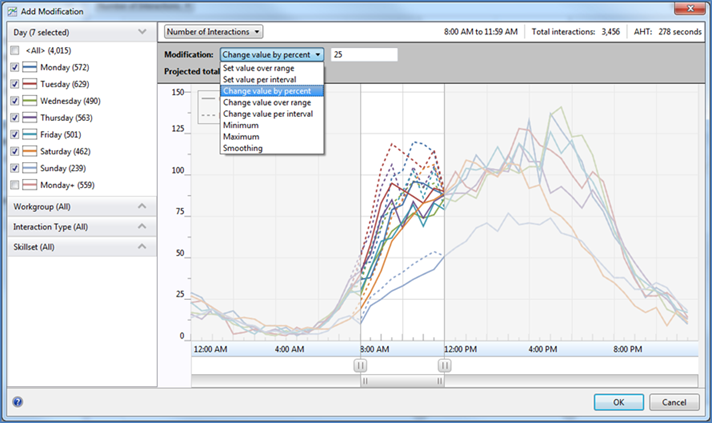 Add Modification
Day (7 selected)
<All> (4,015)
Monday (572)
Tuesday (629)
Wednesday (490)
Thursday (563)
Friday (501)
Saturday (462)
Sunday (239)
Monday+ (559)
Workgroup (All)
Interaction Type (All)
Skillset (All)
Number of Interactions
8:00 AM to 11:59 AM
Total interactions: 3,456
AHT: 278 seconds
Modification:
Change value by percent
25
Projected total
Set value over range
Set value per interval
Change value by percent
Change value over range
Change value per interval
Minimum
Maximum
Smoothing
150
125
100
75
50
25
0
12:00 AM
4:00 AM
8:00 AM
12:00 PM
4:00 PM
8:00 PM
?
OK
Cancel